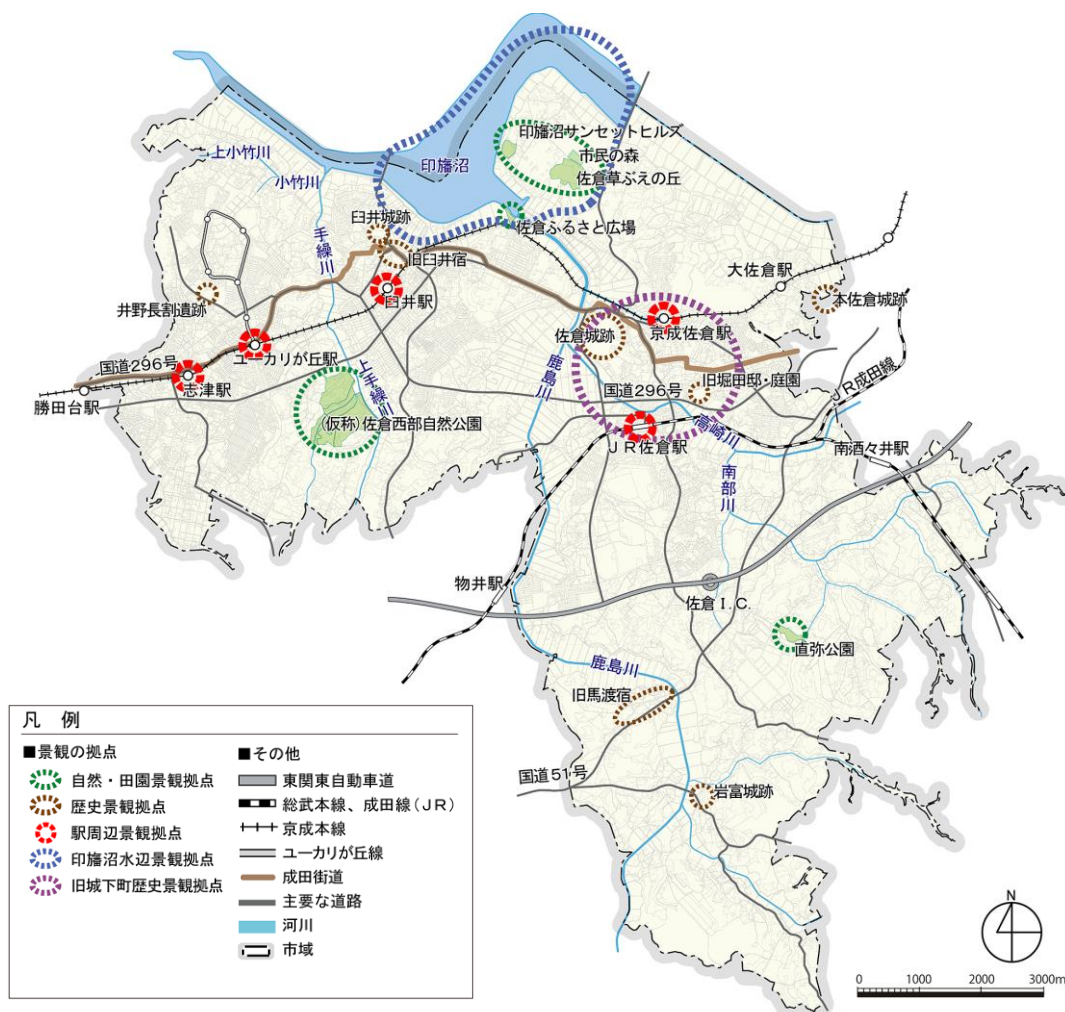 印旛沼サンセットヒルズ
市民の森
佐倉草ぶえの丘
上小竹川
小竹川
印旛沼
臼井城跡
佐倉ふるさと広場
手繰川
旧臼井宿
大佐倉駅
井野長割遺跡
臼井駅
本佐倉城跡
佐倉城跡
京成佐倉駅
ユーカリが丘駅
鹿島川
国道296号
志津駅
上手繰川
国道296号
旧堀田邸・庭園
JR成田線
勝田台駅
(仮称)佐倉西部自然公園
高崎川
JR佐倉駅
南酒々井駅
南部川
物井駅
佐倉I.C.
直弥公園
鹿島川
旧馬渡宿
国道51号
岩富城跡
凡 例
■景観の拠点
自然・田園景観拠点
歴史景観拠点
駅周辺景観拠点
印旛沼水辺景観拠点
旧城下町歴史景観拠点
■その他
東関東自動車道
総武本線、成田線(JR)
京成本線
ユーカリが丘線
成田街道
主要な道路
河川
市域
N
0 1000 2000 3000m